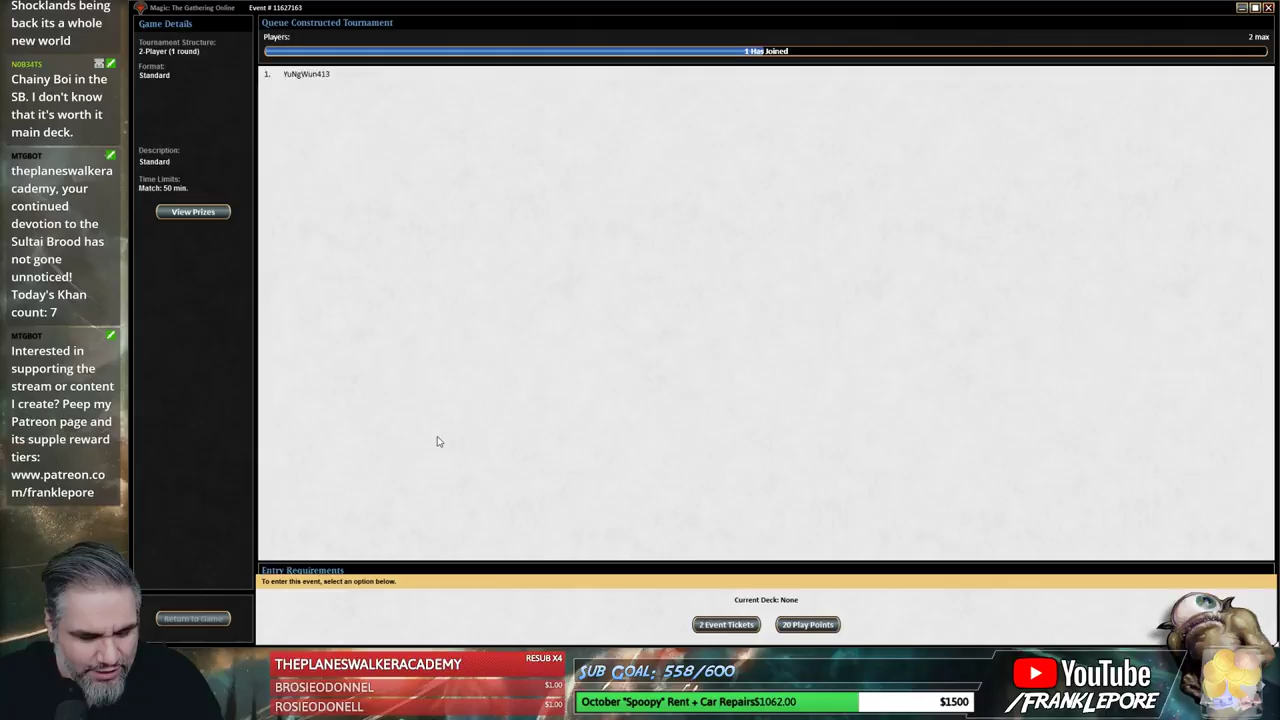 Shocklands being
back its a whole
new world
N0B34TS
Chainy Boi in the
SB. I don't know
that it's worth it
main deck.
MTGBOT
theplaneswalkera
cademy, your
continued
devotion to the
Sultai Brood has
not gone
unnoticed!
Today's Khan
count: 7
MTGBOT
Interested in
supporting the
stream or content
I create? Peep my
Patreon page and
its supple reward
tiers:
www.patreon.co
m/franklepore
Magic: The Gathering Online Event # 11627163
Game Details
Tournament Structure:
2-Player (1 round)
Format:
Standard
Description:
Standard
Time Limits:
Match: 50 min.
View Prizes
Return to Game
Queue Constructed Tournament
Players:
2 max
1 Has Joined
1. YuNgWun413
Entry Requirements
To enter this event, select an option below.
Current Deck: None
2 Event Tickets 20 Play Points
THEPLANESWALKERACADEMY RESUB X4
BROSIEODONNEL $1.00
ROSIEODONELL $1.00
SUB GOAL: 558/600
October "Spoopy" Rent + Car Repairs $1062.00 $1500
YouTube
/FRANKLEPORE